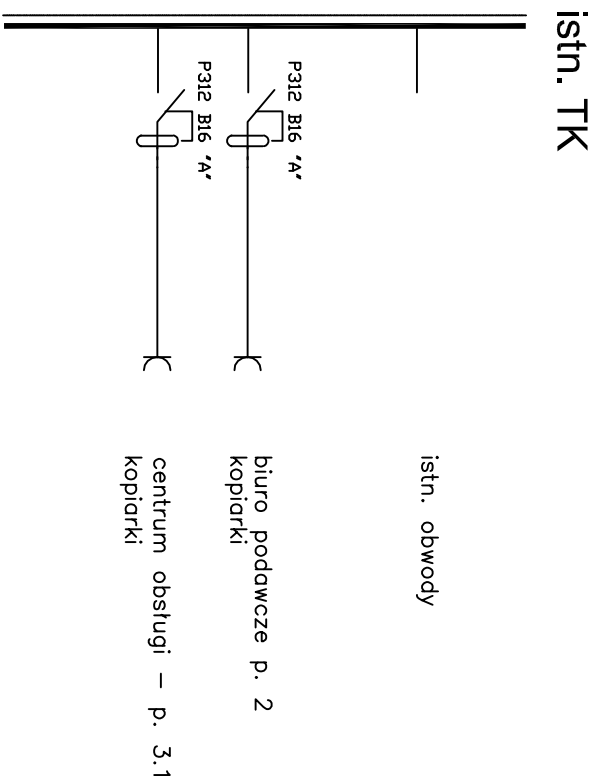 istn. TK
istn. obwody
P312 B16 "A"
biuro podawcze p. 2
kopiarki
P312 B16 "A"
centrum obsługi – p. 3.1
kopiarki